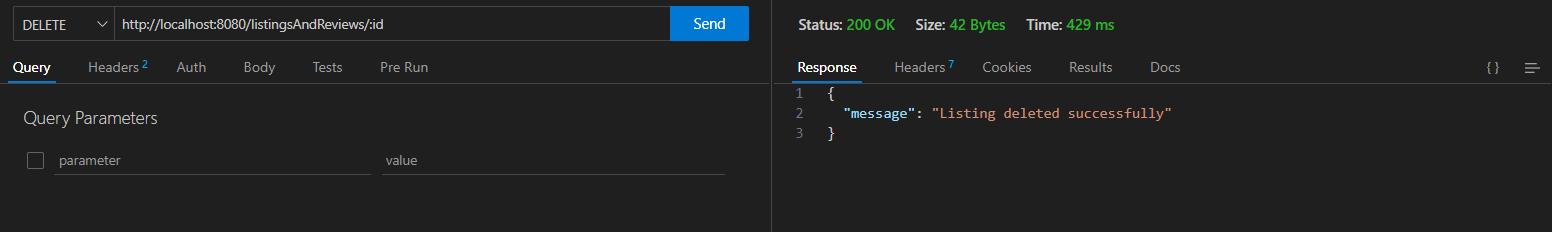 DELETE http://localhost:8080/listingsAndReviews/:id Send
Query Headers 2 Auth Body Tests Pre Run
Query Parameters
parameter value
Status: 200 OK Size: 42 Bytes Time: 429 ms
Response Headers 7 Cookies Results Docs { }
1 {
2 "message": "Listing deleted successfully"
3 }